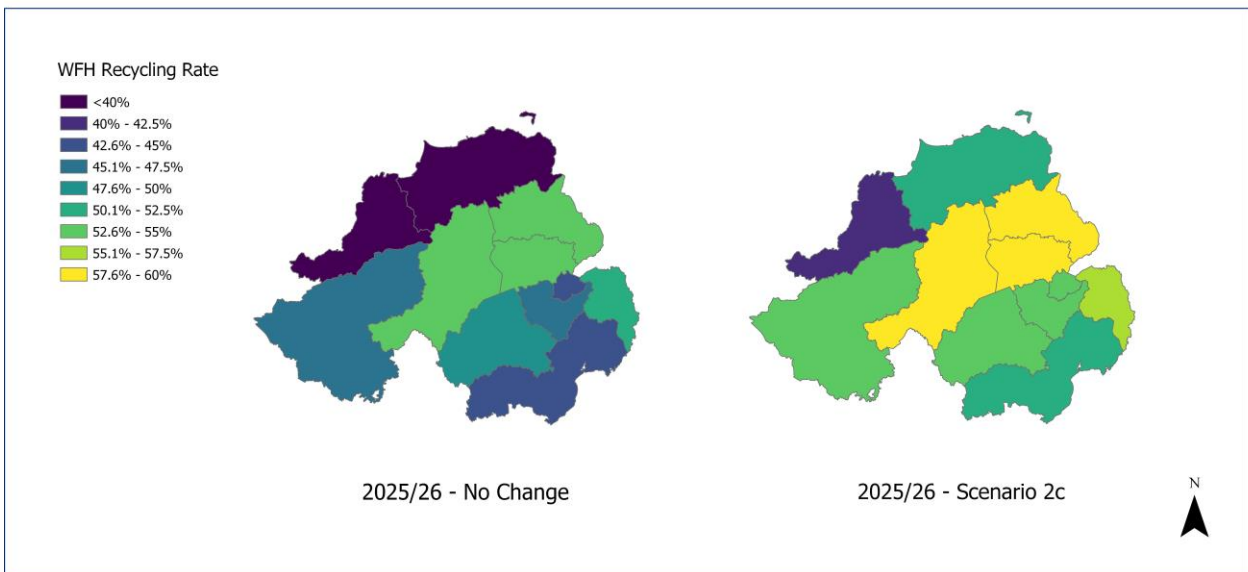 WFH Recycling Rate
<40%
40% - 42.5%
42.6% - 45%
45.1% - 47.5%
47.6% - 50%
50.1% - 52.5%
52.6% - 55%
55.1% - 57.5%
57.6% - 60%
2025/26 - No Change
2025/26 - Scenario 2c
N